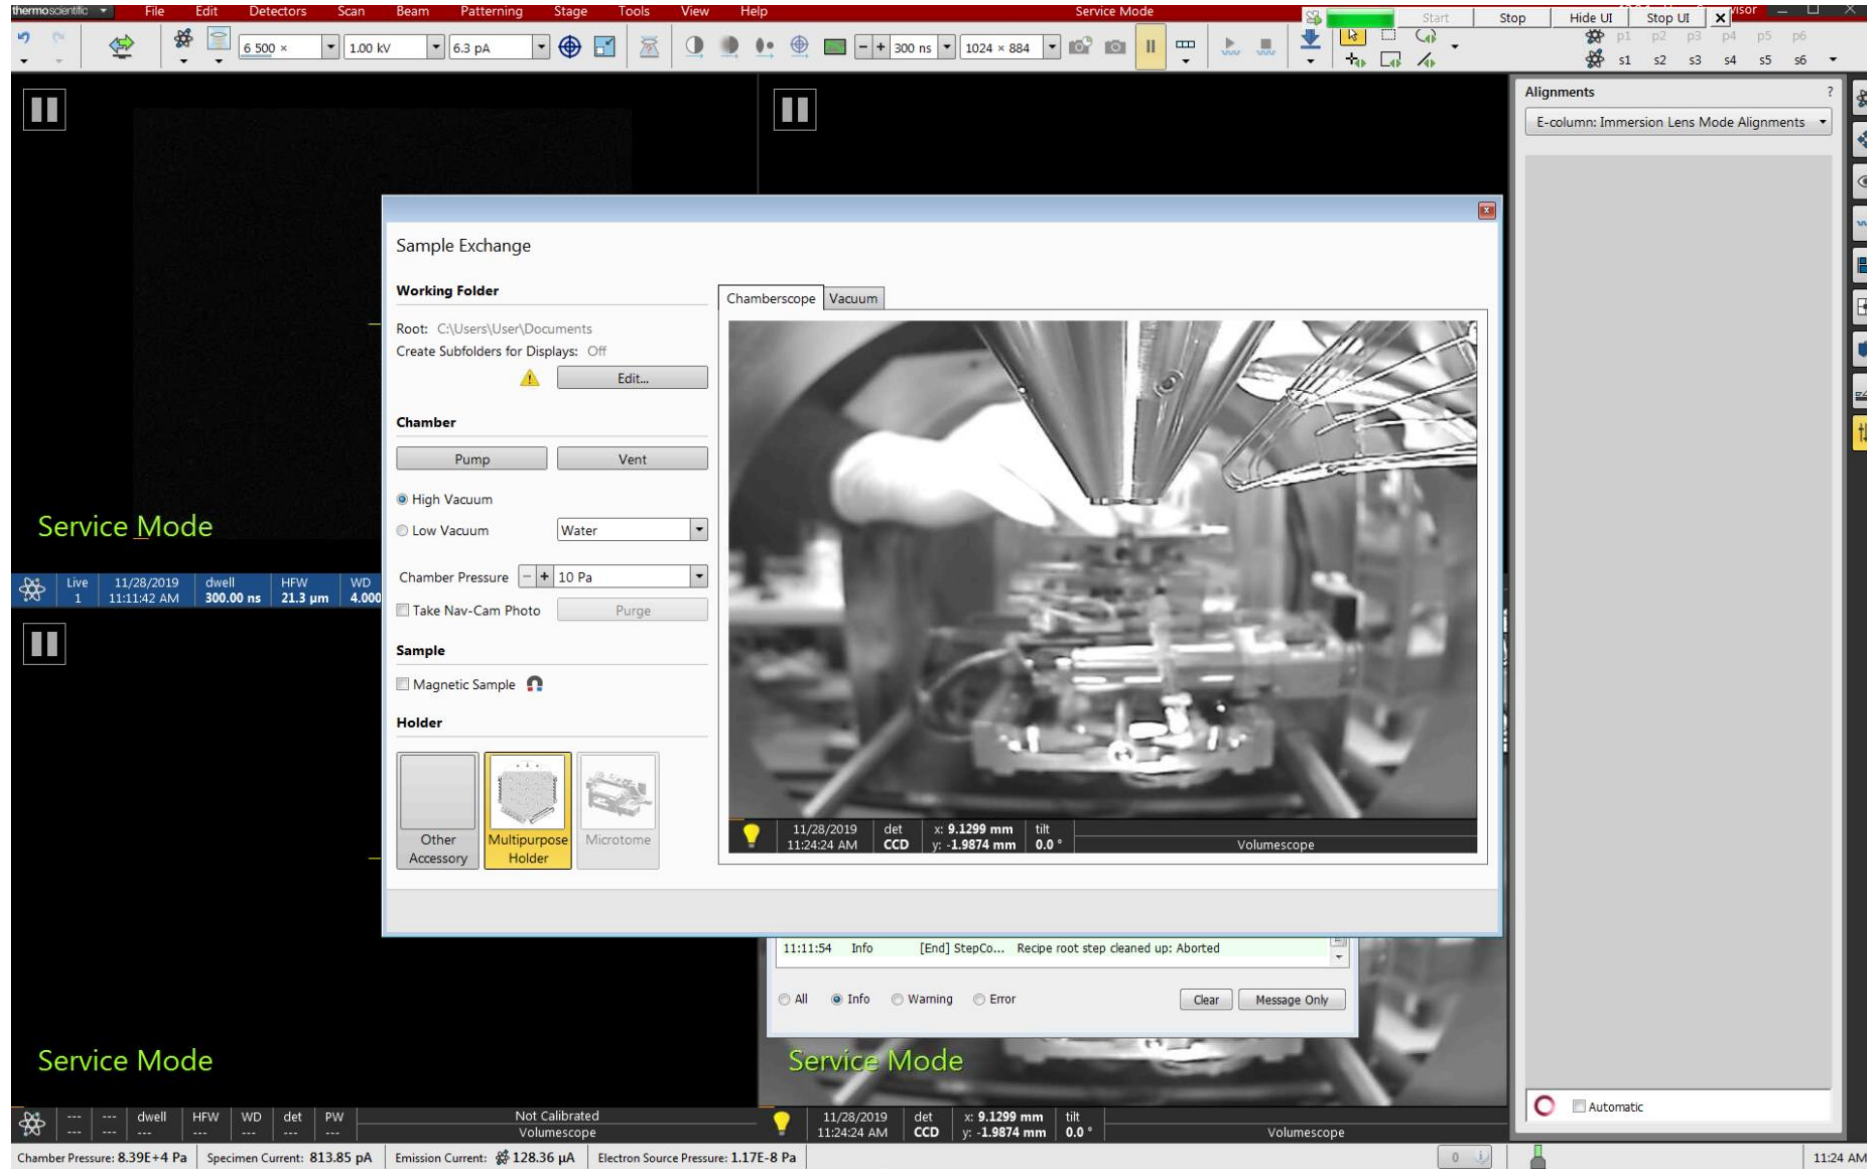 thermoscientific File Edit Detectors Scan Beam Patterning Stage Tools View Help Service Mode
Start Stop Hide UI Stop UI X
6 500 × 1.00 kV 6.3 pA 300 ns 1024 × 884
p1 p2 p3 p4 p5 p6
s1 s2 s3 s4 s5 s6
Alignments ?
E-column: Immersion Lens Mode Alignments
Sample Exchange
Working Folder
Root: C:\Users\User\Documents
Create Subfolders for Displays: Off
Edit...
Chamber
Pump Vent
High Vacuum
Low Vacuum Water
Chamber Pressure - + 10 Pa
Take Nav-Cam Photo Purge
Sample
Magnetic Sample
Holder
Other Accessory
Multipurpose Holder
Microtome
Chamberscope Vacuum
11/28/2019 det x: 9.1299 mm tilt
11:24:24 AM CCD y: -1.9874 mm 0.0 ° Volumescope
Service Mode
Live 11/28/2019 dwell HFW WD
1 11:11:42 AM 300.00 ns 21.3 µm 4.000
11:11:54 Info [End] StepCo... Recipe root step cleaned up: Aborted
All Info Warning Error Clear Message Only
Service Mode
Service Mode
--- --- dwell HFW WD det PW Not Calibrated
--- --- --- --- --- --- --- Volumescope
11/28/2019 det x: 9.1299 mm tilt
11:24:24 AM CCD y: -1.9874 mm 0.0 ° Volumescope
Automatic
Chamber Pressure: 8.39E+4 Pa Specimen Current: 813.85 pA Emission Current: 128.36 µA Electron Source Pressure: 1.17E-8 Pa 0 11:24 AM